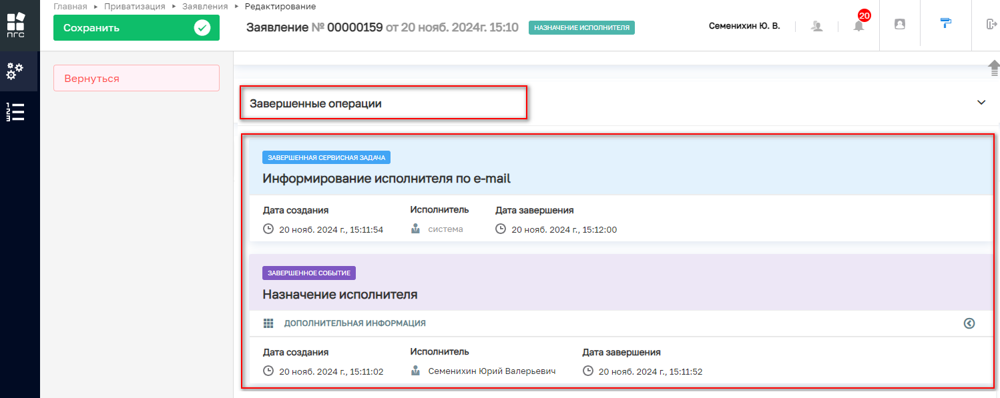 Главная ▸ Приватизация ▸ Заявления ▸ Редактирование
пгс
Сохранить
Заявление № 00000159 от 20 нояб. 2024г. 15:10
НАЗНАЧЕНИЕ ИСПОЛНИТЕЛЯ
Семенихин Ю. В.
20
Вернуться
1
2
3
Завершенные операции
ЗАВЕРШЕННАЯ СЕРВИСНАЯ ЗАДАЧА
Информирование исполнителя по e-mail
Дата создания Исполнитель Дата завершения
20 нояб. 2024 г., 15:11:54 система 20 нояб. 2024 г., 15:12:00
ЗАВЕРШЕННОЕ СОБЫТИЕ
Назначение исполнителя
ДОПОЛНИТЕЛЬНАЯ ИНФОРМАЦИЯ
Дата создания Исполнитель Дата завершения
20 нояб. 2024 г., 15:11:02 Семенихин Юрий Валерьевич 20 нояб. 2024 г., 15:11:52